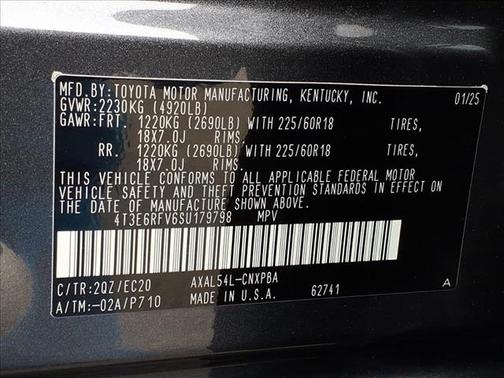 MFD.BY:TOYOTA MOTOR MANUFACTURING, KENTUCKY, INC. 01/25
GVWR:2230KG (4920LB)
GAWR:FRT. 1220KG (2690LB) WITH 225/60R18 TIRES,
18X7.0J RIMS.
RR. 1220KG (2690LB) WITH 225/60R18 TIRES,
18X7.0J RIMS.
THIS VEHICLE CONFORMS TO ALL APPLICABLE FEDERAL MOTOR
VEHICLE SAFETY AND THEFT PREVENTION STANDARDS IN EFFECT ON
THE DATE OF MANUFACTURE SHOWN ABOVE.
4T3E6RFV6SU179798 MPV
C/TR:2QZ/EC20 AXAL54L-CNXPBA
A/TM:-02A/P710 MADE IN U.S.A. 62741 A